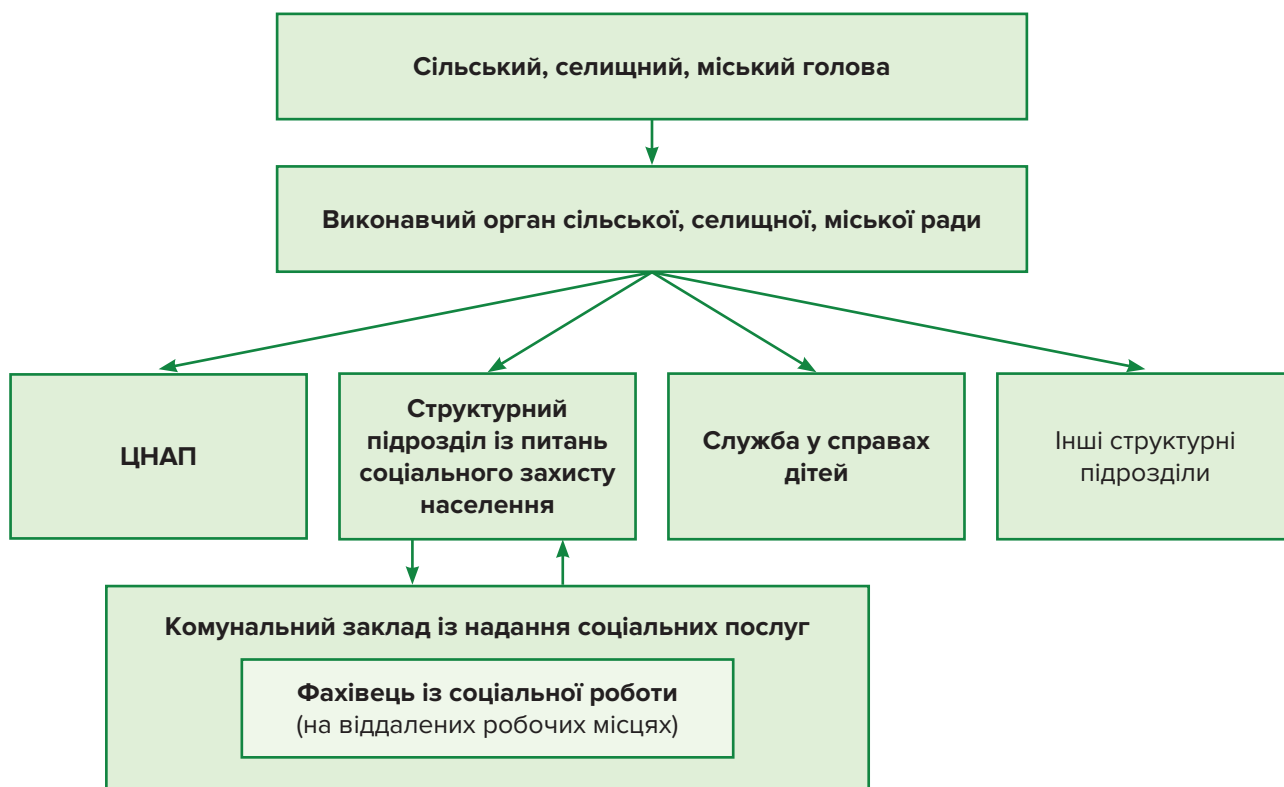 Сільський, селищний, міський голова
Виконавчий орган сільської, селищної, міської ради
ЦНАП
Структурний
підрозділ із питань
соціального захисту
населення
Служба у справах
дітей
Інші структурні
підрозділи
Комунальний заклад із надання соціальних послуг
Фахівець із соціальної роботи
(на віддалених робочих місцях)